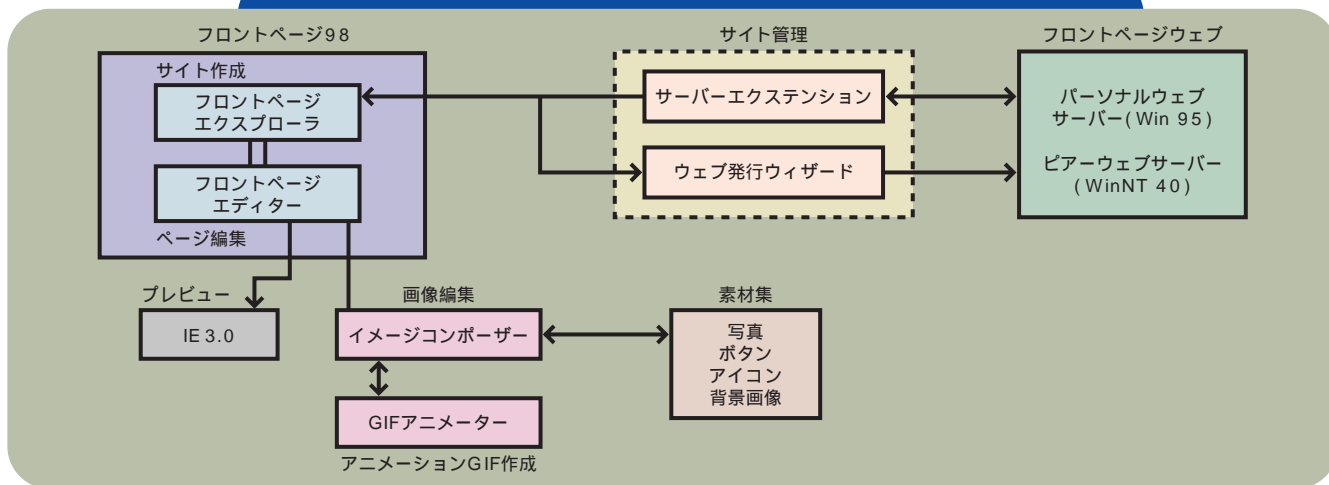 フロントページ98
サイト作成
フロントページ
エクスプローラ
フロントページ
エディター
ページ編集
サイト管理
サーバーエクステンション
ウェブ発行ウィザード
フロントページウェブ
パーソナルウェブ
サーバー(Win 95)
ピアーウェブサーバー
(WinNT 40)
プレビュー
IE 3.0
画像編集
イメージコンポーザー
GIFアニメーター
アニメーションGIF作成
素材集
写真
ボタン
アイコン
背景画像